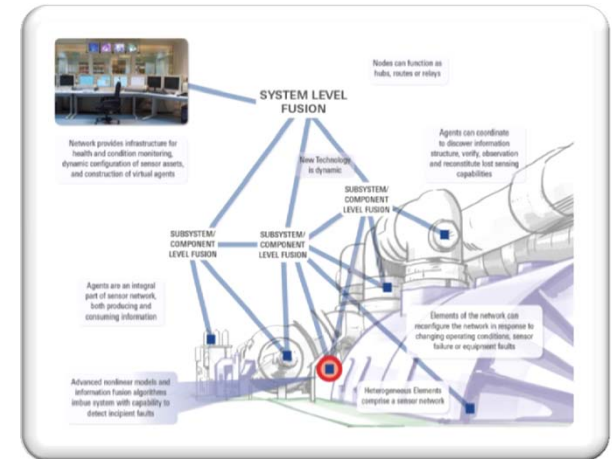 Nodes can function as
hubs, routes or relays
SYSTEM LEVEL
FUSION
Network provides infrastructure for
health and condition monitoring,
dynamic configuration of sensor assets,
and construction of virtual agents
New Technology
is dynamic
Agents can coordinate
to discover information
structure, verify, observation
and reconstitute lost sensing
capabilities
SUBSYSTEM/
COMPONENT
LEVEL FUSION
SUBSYSTEM/
COMPONENT
LEVEL FUSION
SUBSYSTEM/
COMPONENT
LEVEL FUSION
Agents are an integral
part of sensor network,
both producing and
consuming information
Elements of the network can
reconfigure the network in response to
changing operating conditions, sensor
failure or equipment faults
Advanced nonlinear models and
information fusion algorithms
imbue system with capability to
detect incipient faults
Heterogeneous Elements
comprise a sensor network